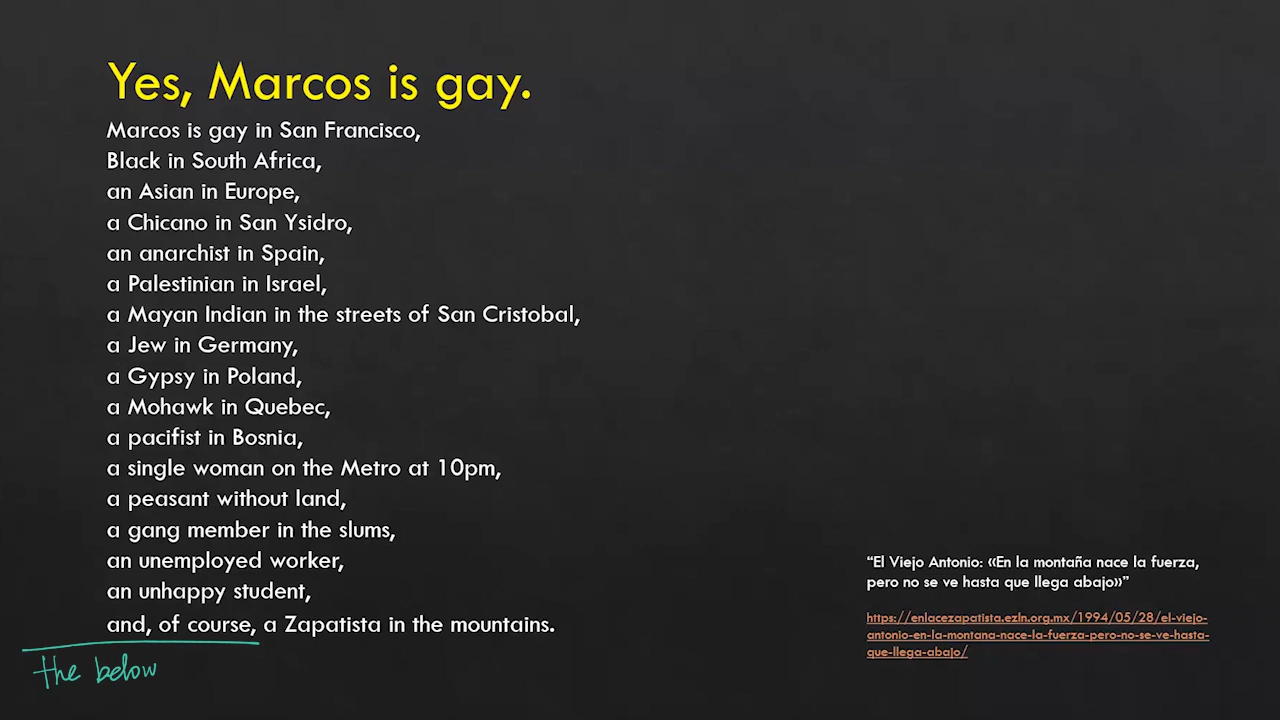 Yes, Marcos is gay.
Marcos is gay in San Francisco,
Black in South Africa,
an Asian in Europe,
a Chicano in San Ysidro,
an anarchist in Spain,
a Palestinian in Israel,
a Mayan Indian in the streets of San Cristobal,
a Jew in Germany,
a Gypsy in Poland,
a Mohawk in Quebec,
a pacifist in Bosnia,
a single woman on the Metro at 10pm,
a peasant without land,
a gang member in the slums,
an unemployed worker,
an unhappy student,
and, of course, a Zapatista in the mountains.
the below
“El Viejo Antonio: «En la montaña nace la fuerza,
pero no se ve hasta que llega abajo»”
https://enlacezapatista.ezln.org.mx/1994/05/28/el-viejo-
antonio-en-la-montana-nace-la-fuerza-pero-no-se-ve-hasta-
que-llega-abajo/